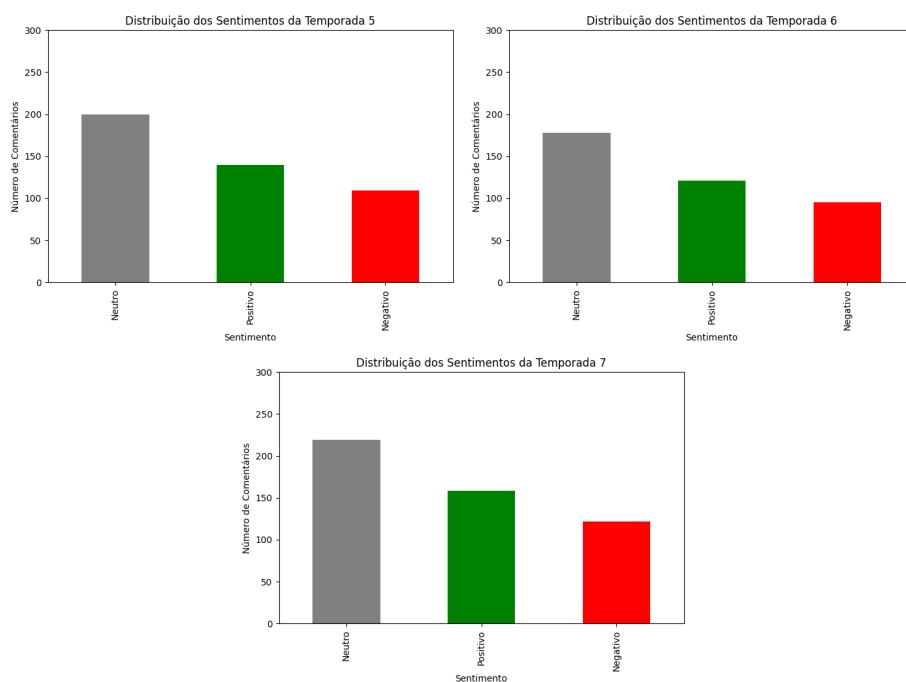 Distribuição dos Sentimentos da Temporada 5
300
250
200
150
100
50
0
Número de Comentários
Neutro
Positivo
Negativo
Sentimento
Distribuição dos Sentimentos da Temporada 6
300
250
200
150
100
50
0
Número de Comentários
Neutro
Positivo
Negativo
Sentimento
Distribuição dos Sentimentos da Temporada 7
300
250
200
150
100
50
0
Número de Comentários
Neutro
Positivo
Negativo
Sentimento